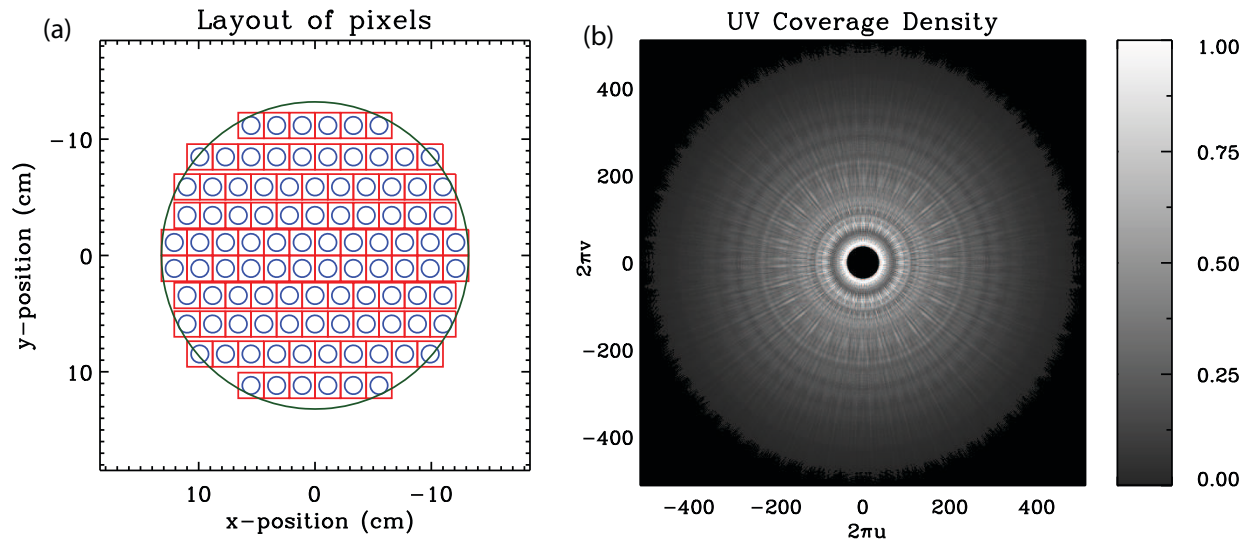 (a)
Layout of pixels
-10
0
10
y-position (cm)
10 0 -10
x-position (cm)
(b)
UV Coverage Density
400
200
0
-200
-400
2πv
-400 -200 0 200 400
2πu
1.00
0.75
0.50
0.25
0.00